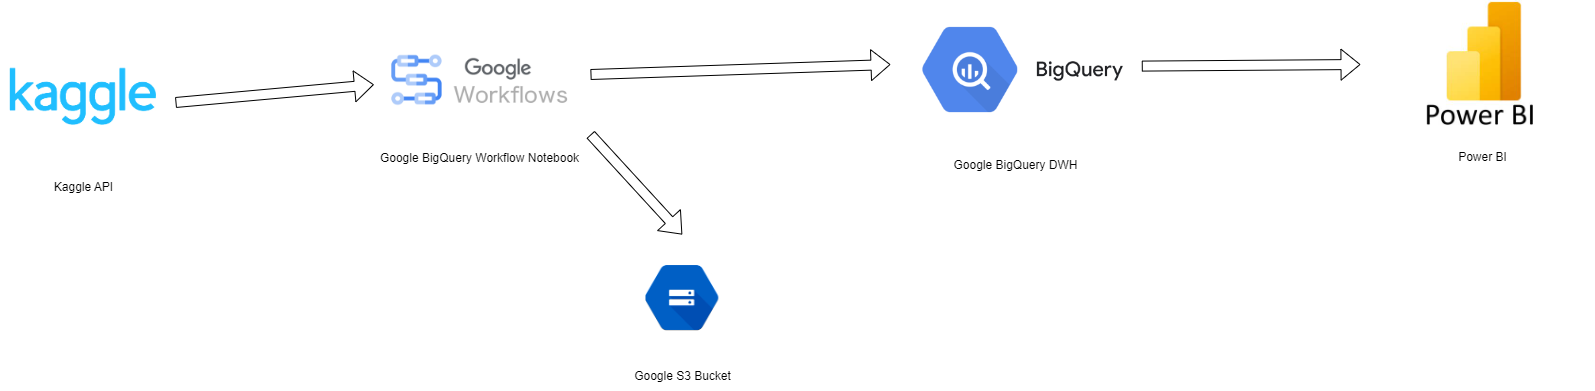 kaggle
Kaggle API
Google
Workflows
Google BigQuery Workflow Notebook
BigQuery
Google BigQuery DWH
Power BI
Power BI
Google S3 Bucket